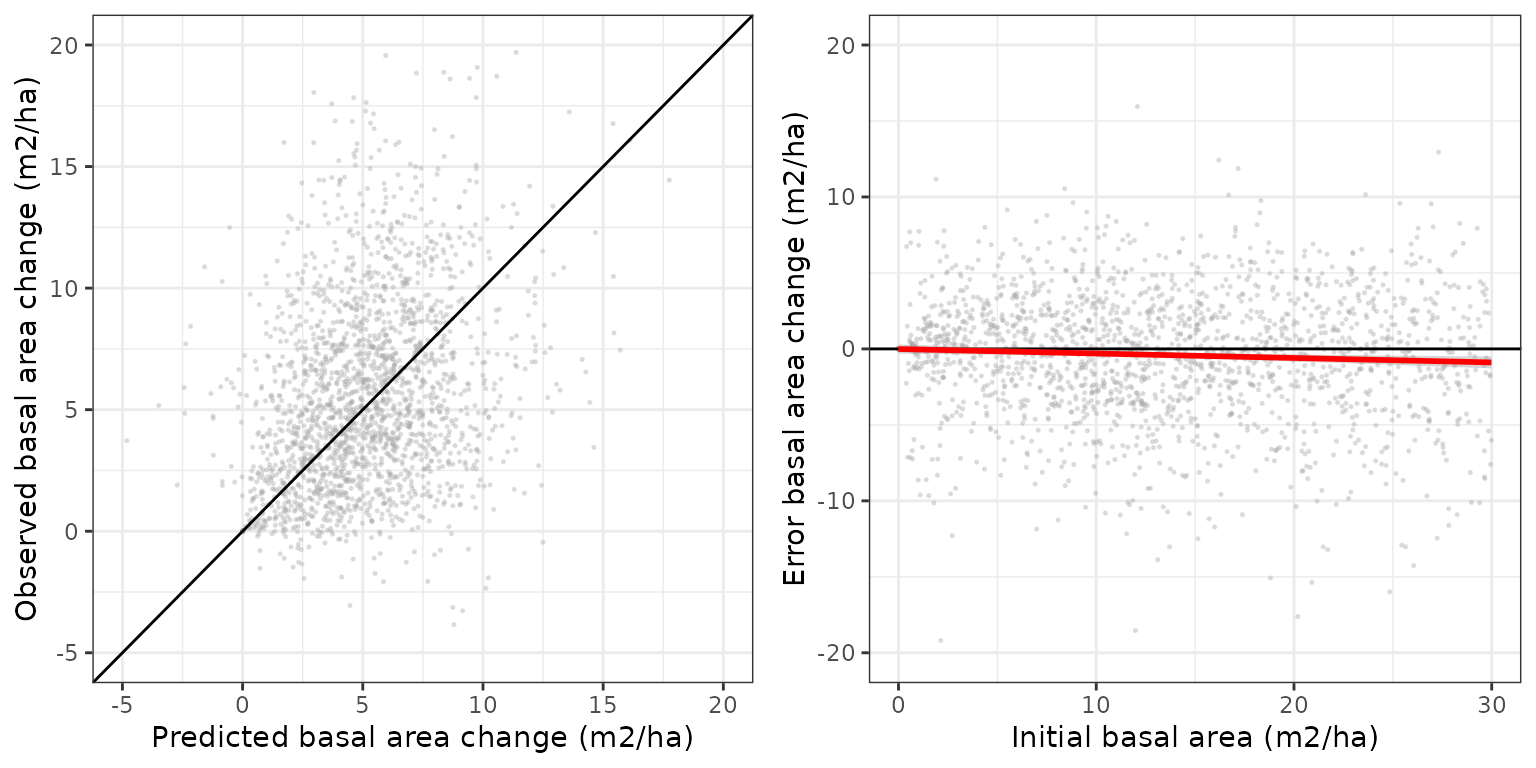 Observed basal area change (m2/ha)
20
15
10
5
0
-5
-5 0 5 10 15 20
Predicted basal area change (m2/ha)
Error basal area change (m2/ha)
20
10
0
-10
-20
0 10 20 30
Initial basal area (m2/ha)